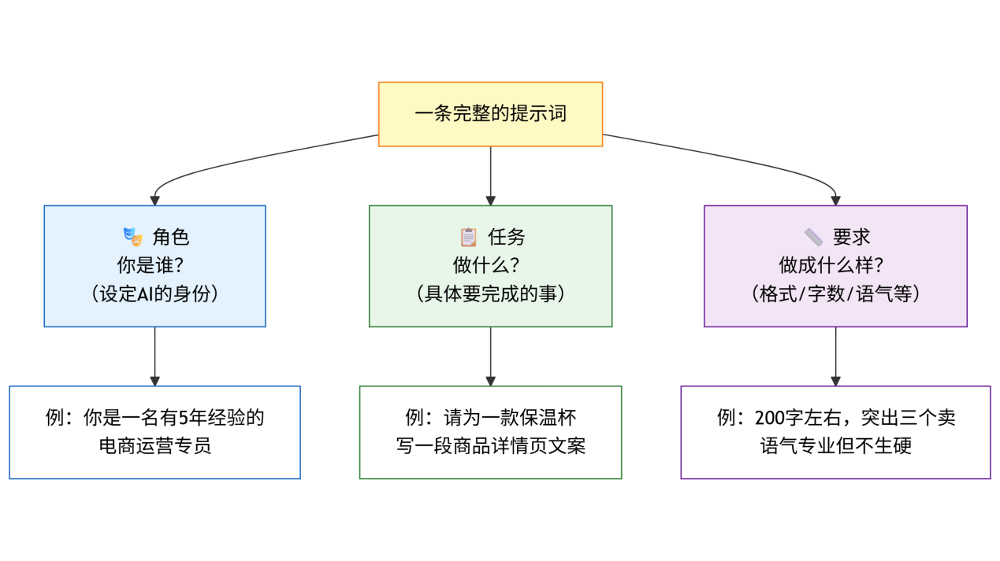 一条完整的提示词
🎭 角色
你是谁？
（设定AI的身份）
📋 任务
做什么？
（具体要完成的事）
📏 要求
做成什么样？
（格式/字数/语气等）
例：你是一名有5年经验的
电商运营专员
例：请为一款保温杯
写一段商品详情页文案
例：200字左右，突出三个卖
语气专业但不生硬